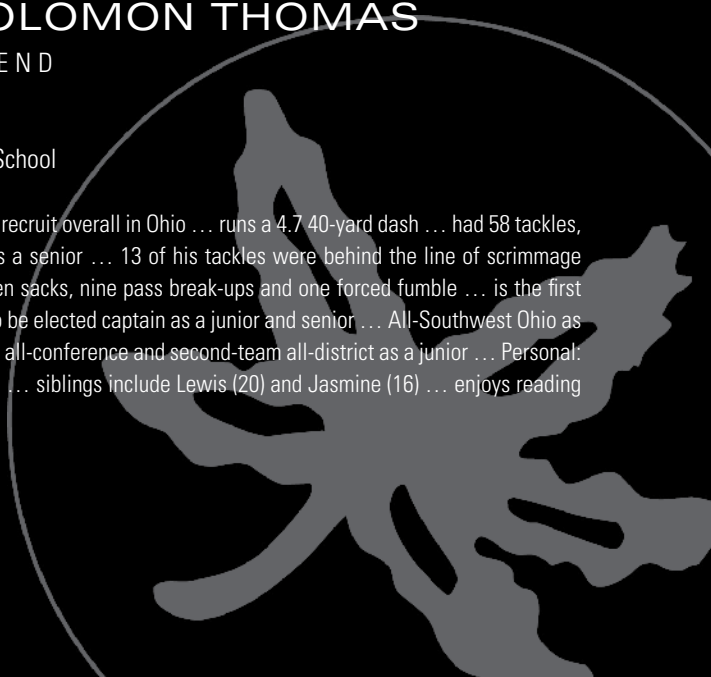 OLOMON THOMAS
END
School
recruit overall in Ohio … runs a 4.7 40-yard dash … had 58 tackles,
s a senior … 13 of his tackles were behind the line of scrimmage
en sacks, nine pass break-ups and one forced fumble … is the first
o be elected captain as a junior and senior … All-Southwest Ohio as
all-conference and second-team all-district as a junior … Personal:
… siblings include Lewis (20) and Jasmine (16) … enjoys reading